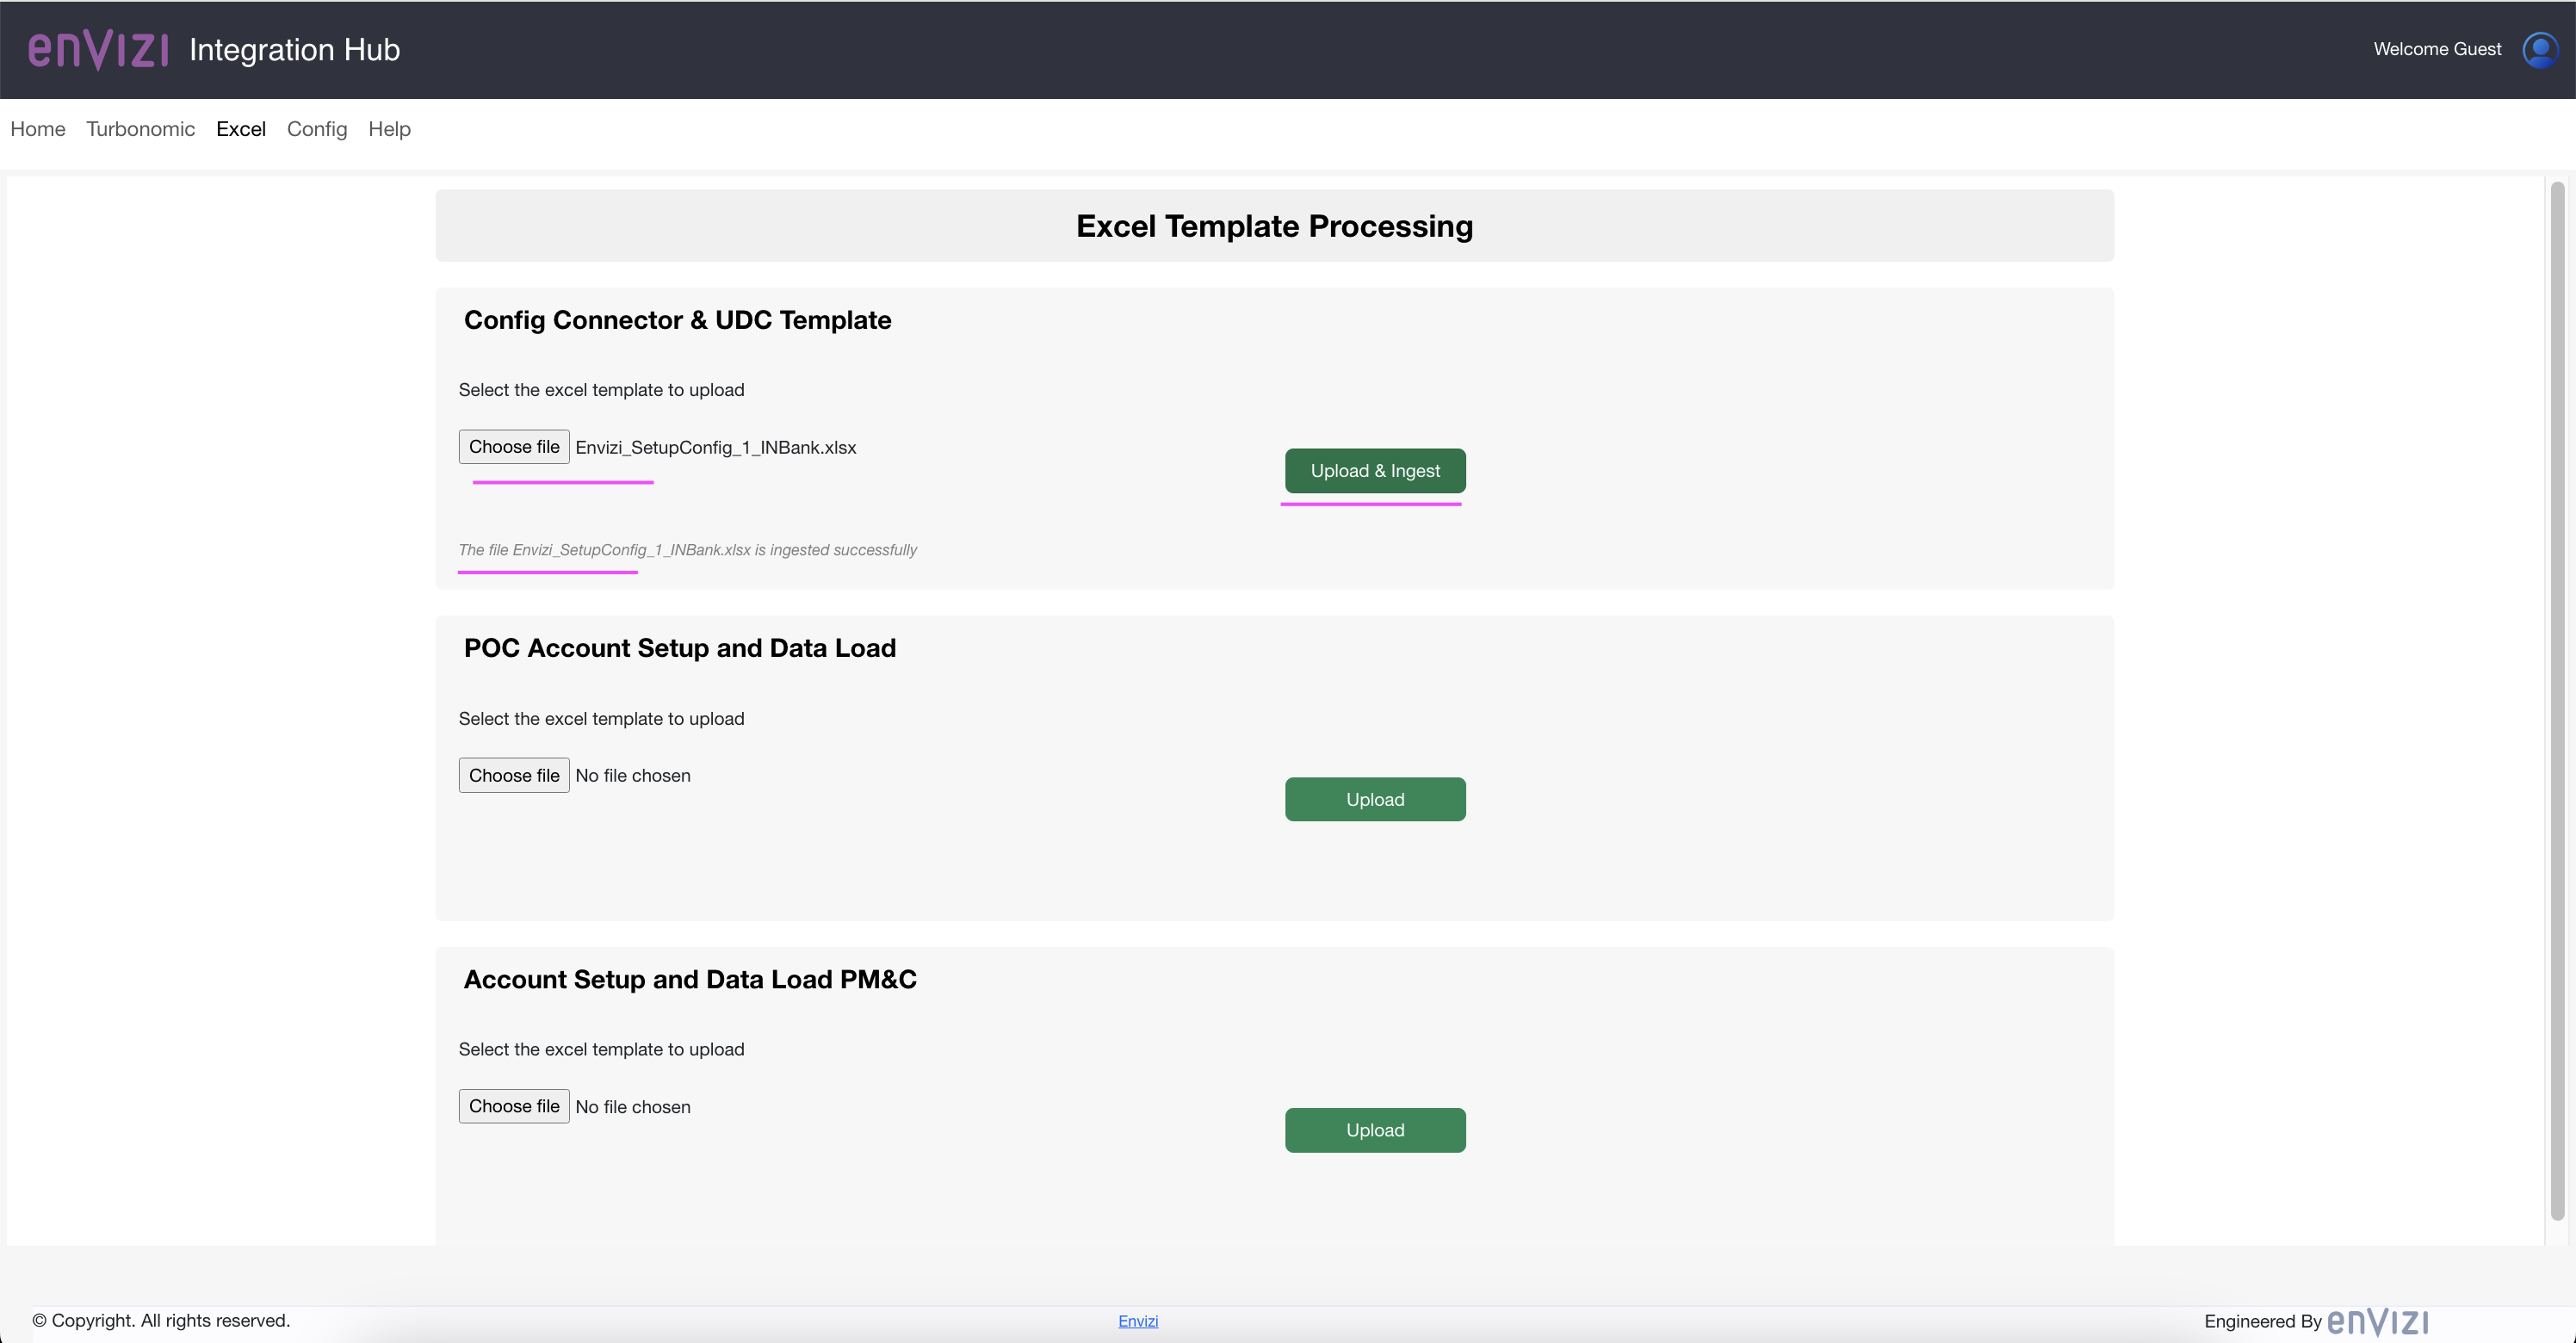 enVIZI Integration Hub
Welcome Guest
Home Turbonomic Excel Config Help
Excel Template Processing
Config Connector & UDC Template
Select the excel template to upload
Choose file Envizi_SetupConfig_1_INBank.xlsx
Upload & Ingest
The file Envizi_SetupConfig_1_INBank.xlsx is ingested successfully
POC Account Setup and Data Load
Select the excel template to upload
Choose file No file chosen
Upload
Account Setup and Data Load PM&C
Select the excel template to upload
Choose file No file chosen
Upload
© Copyright. All rights reserved.
Envizi
Engineered By enVIZI